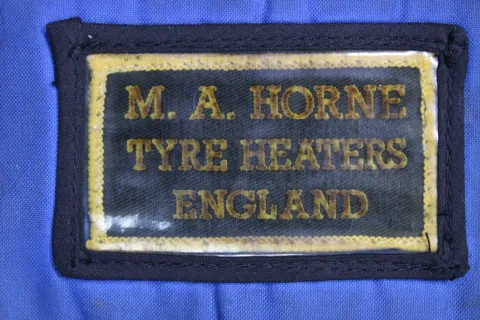 M. A. HORNE
TYRE HEATERS
ENGLAND